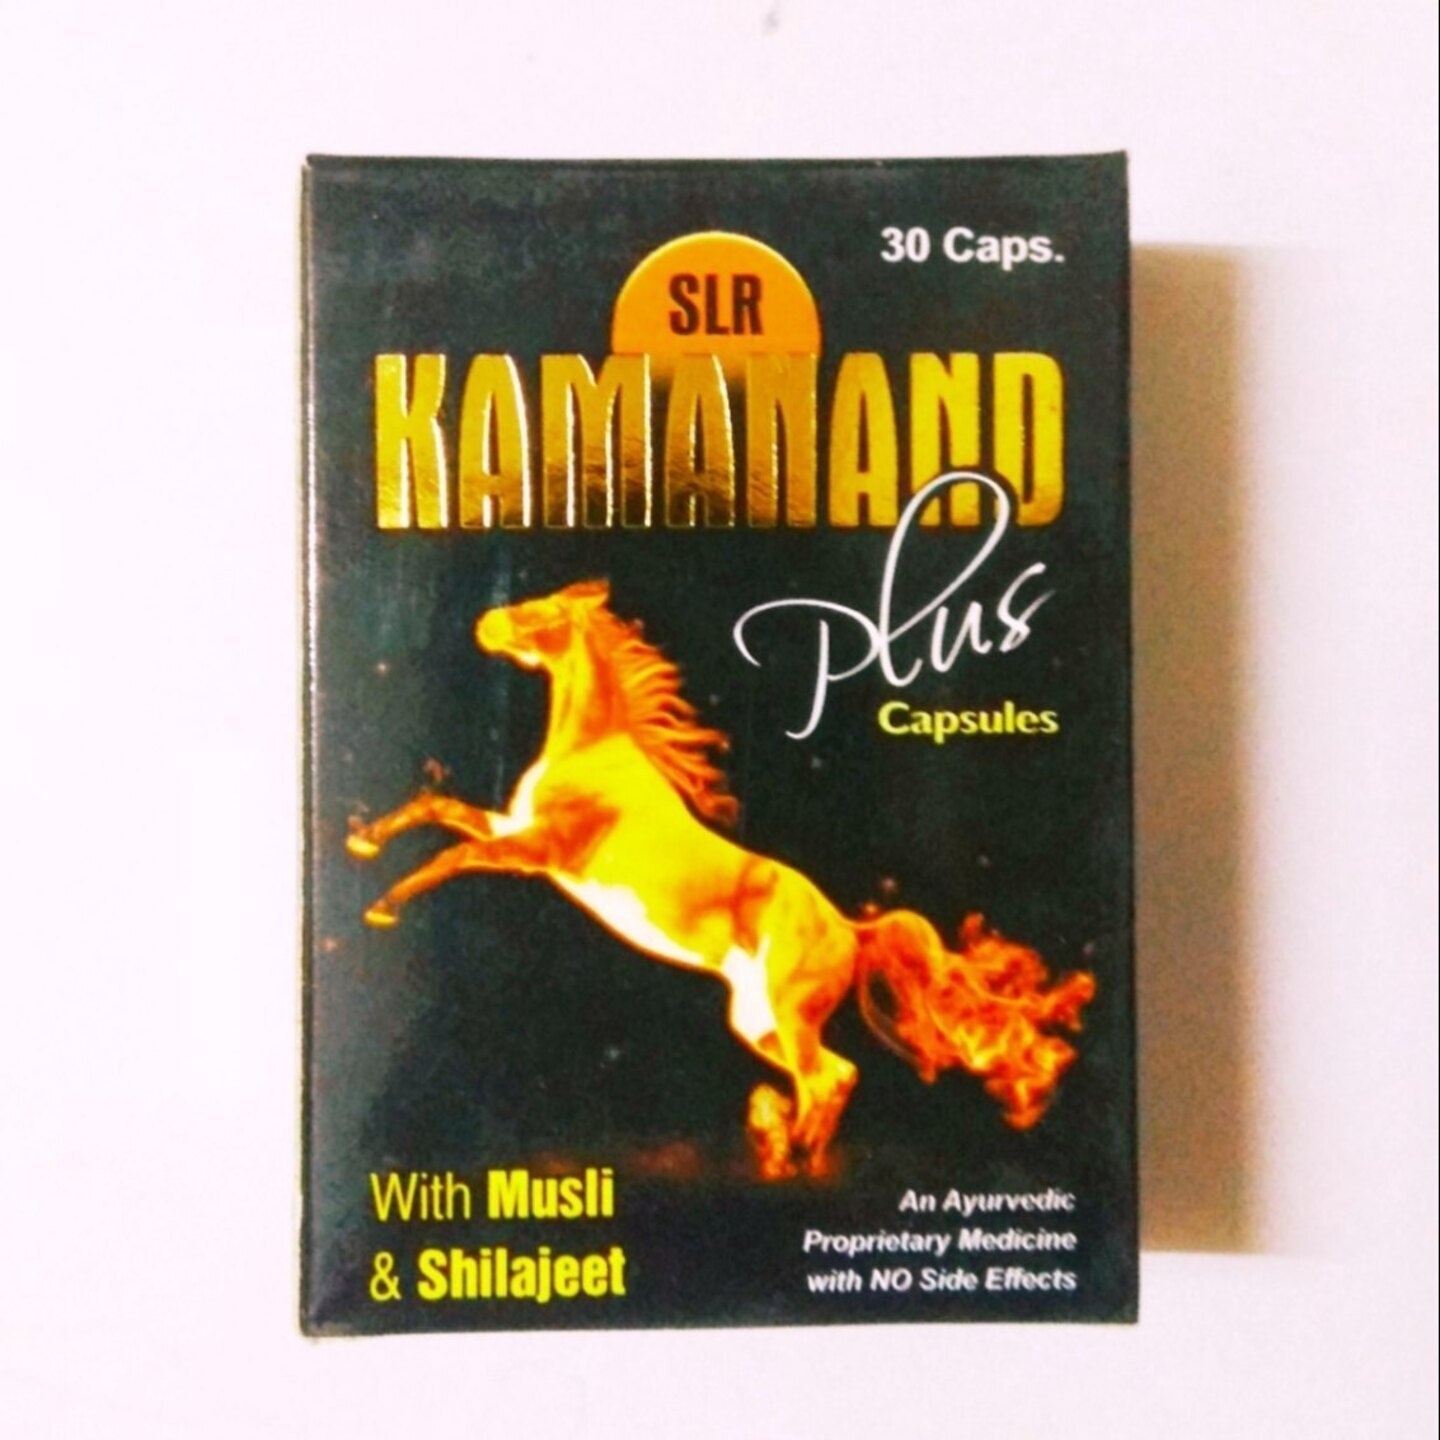 30 Caps.
SLR
KAMANAND
Plus
Capsules
With Musli
& Shilajeet
An Ayurvedic
Proprietary Medicine
with NO Side Effects